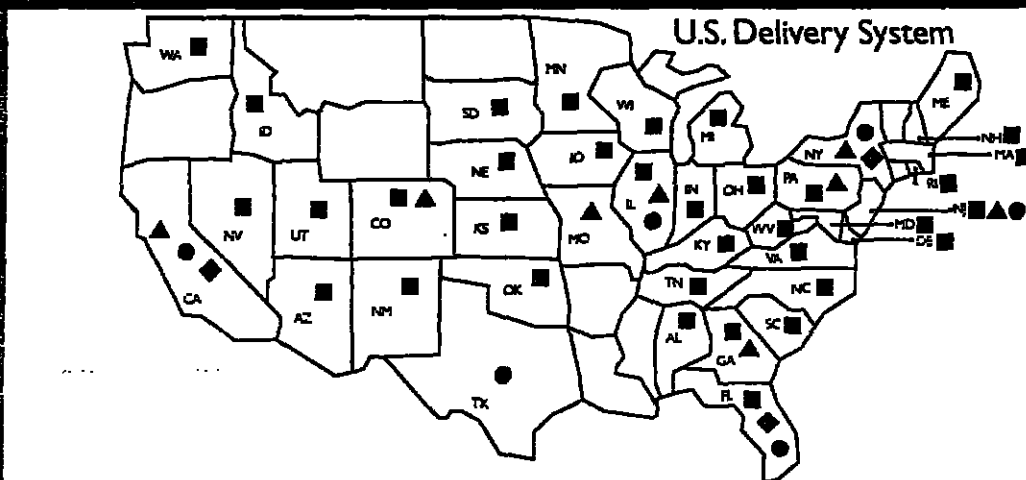 U.S. Delivery System
WA
MN
ME
WI
SD
ID
MI
NH
NY
MA
IO
NE
PA
RI
OH
IN
IL
NJ
CO
KS
MO
WV
MD
NV
UT
KY
DE
VA
TN
OK
NC
CA
AZ
NM
SC
AL
GA
FL
TX